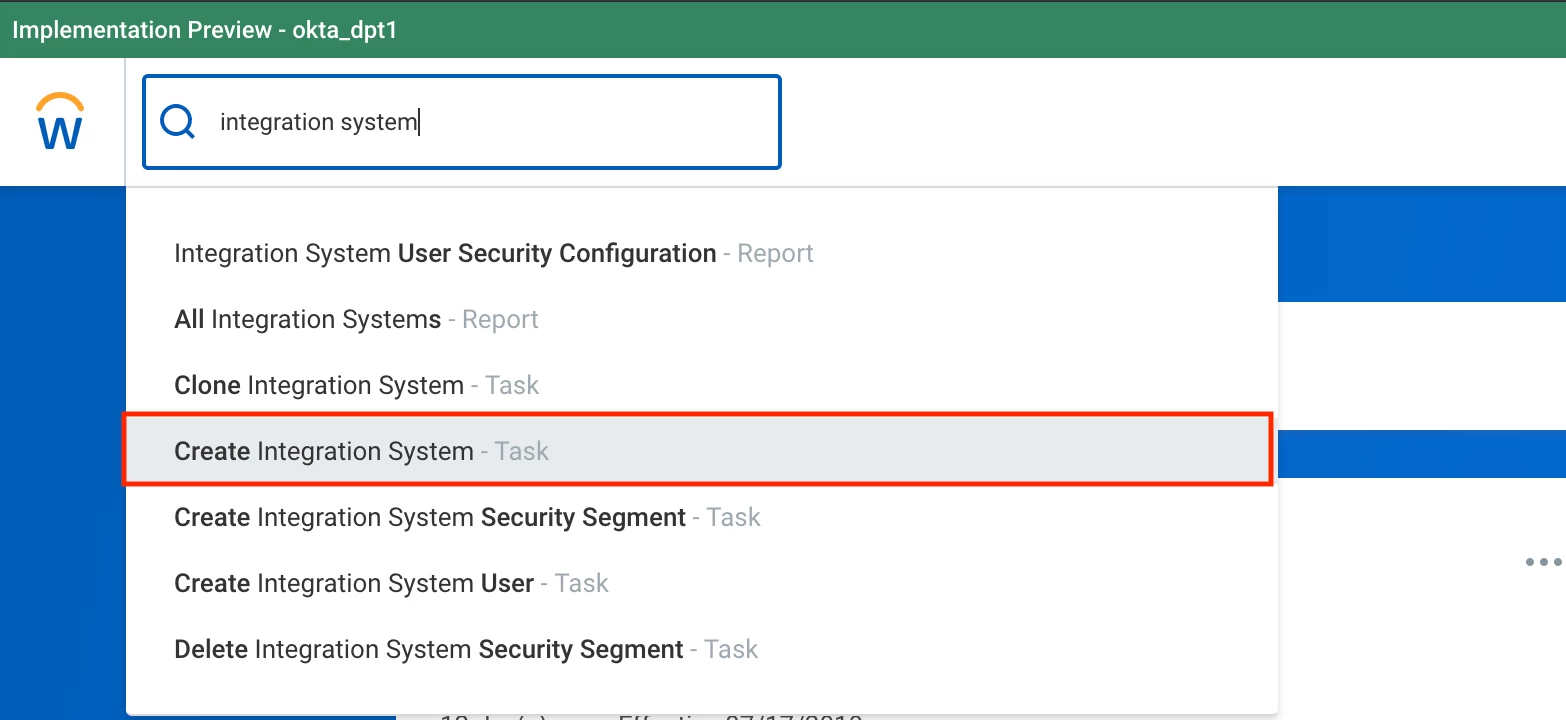 Implementation Preview - okta_dpt1
integration system
Integration System User Security Configuration - Report
All Integration Systems - Report
Clone Integration System - Task
Create Integration System - Task
Create Integration System Security Segment - Task
Create Integration System User - Task
Delete Integration System Security Segment - Task